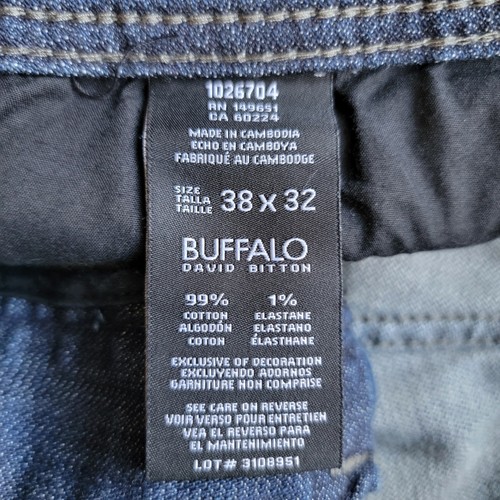 1026704
RN 149651
CA 60224
MADE IN CAMBODIA
ECHO EN CAMBOYA
FABRIQUÉ AU CAMBODGE
SIZE
TALLA
TAILLE
38 x 32
BUFFALO
DAVID BITTON
99% 1%
COTTON ELASTANE
ALGODÓN ELASTANO
COTON ÉLASTHANE
EXCLUSIVE OF DECORATION
EXCLUYENDO ADORNOS
GARNITURE NON COMPRISE
SEE CARE ON REVERSE
VOIR VERSO POUR ENTRETIEN
VEA EL REVERSO PARA
EL MANTENIMIENTO
LOT# 3108951